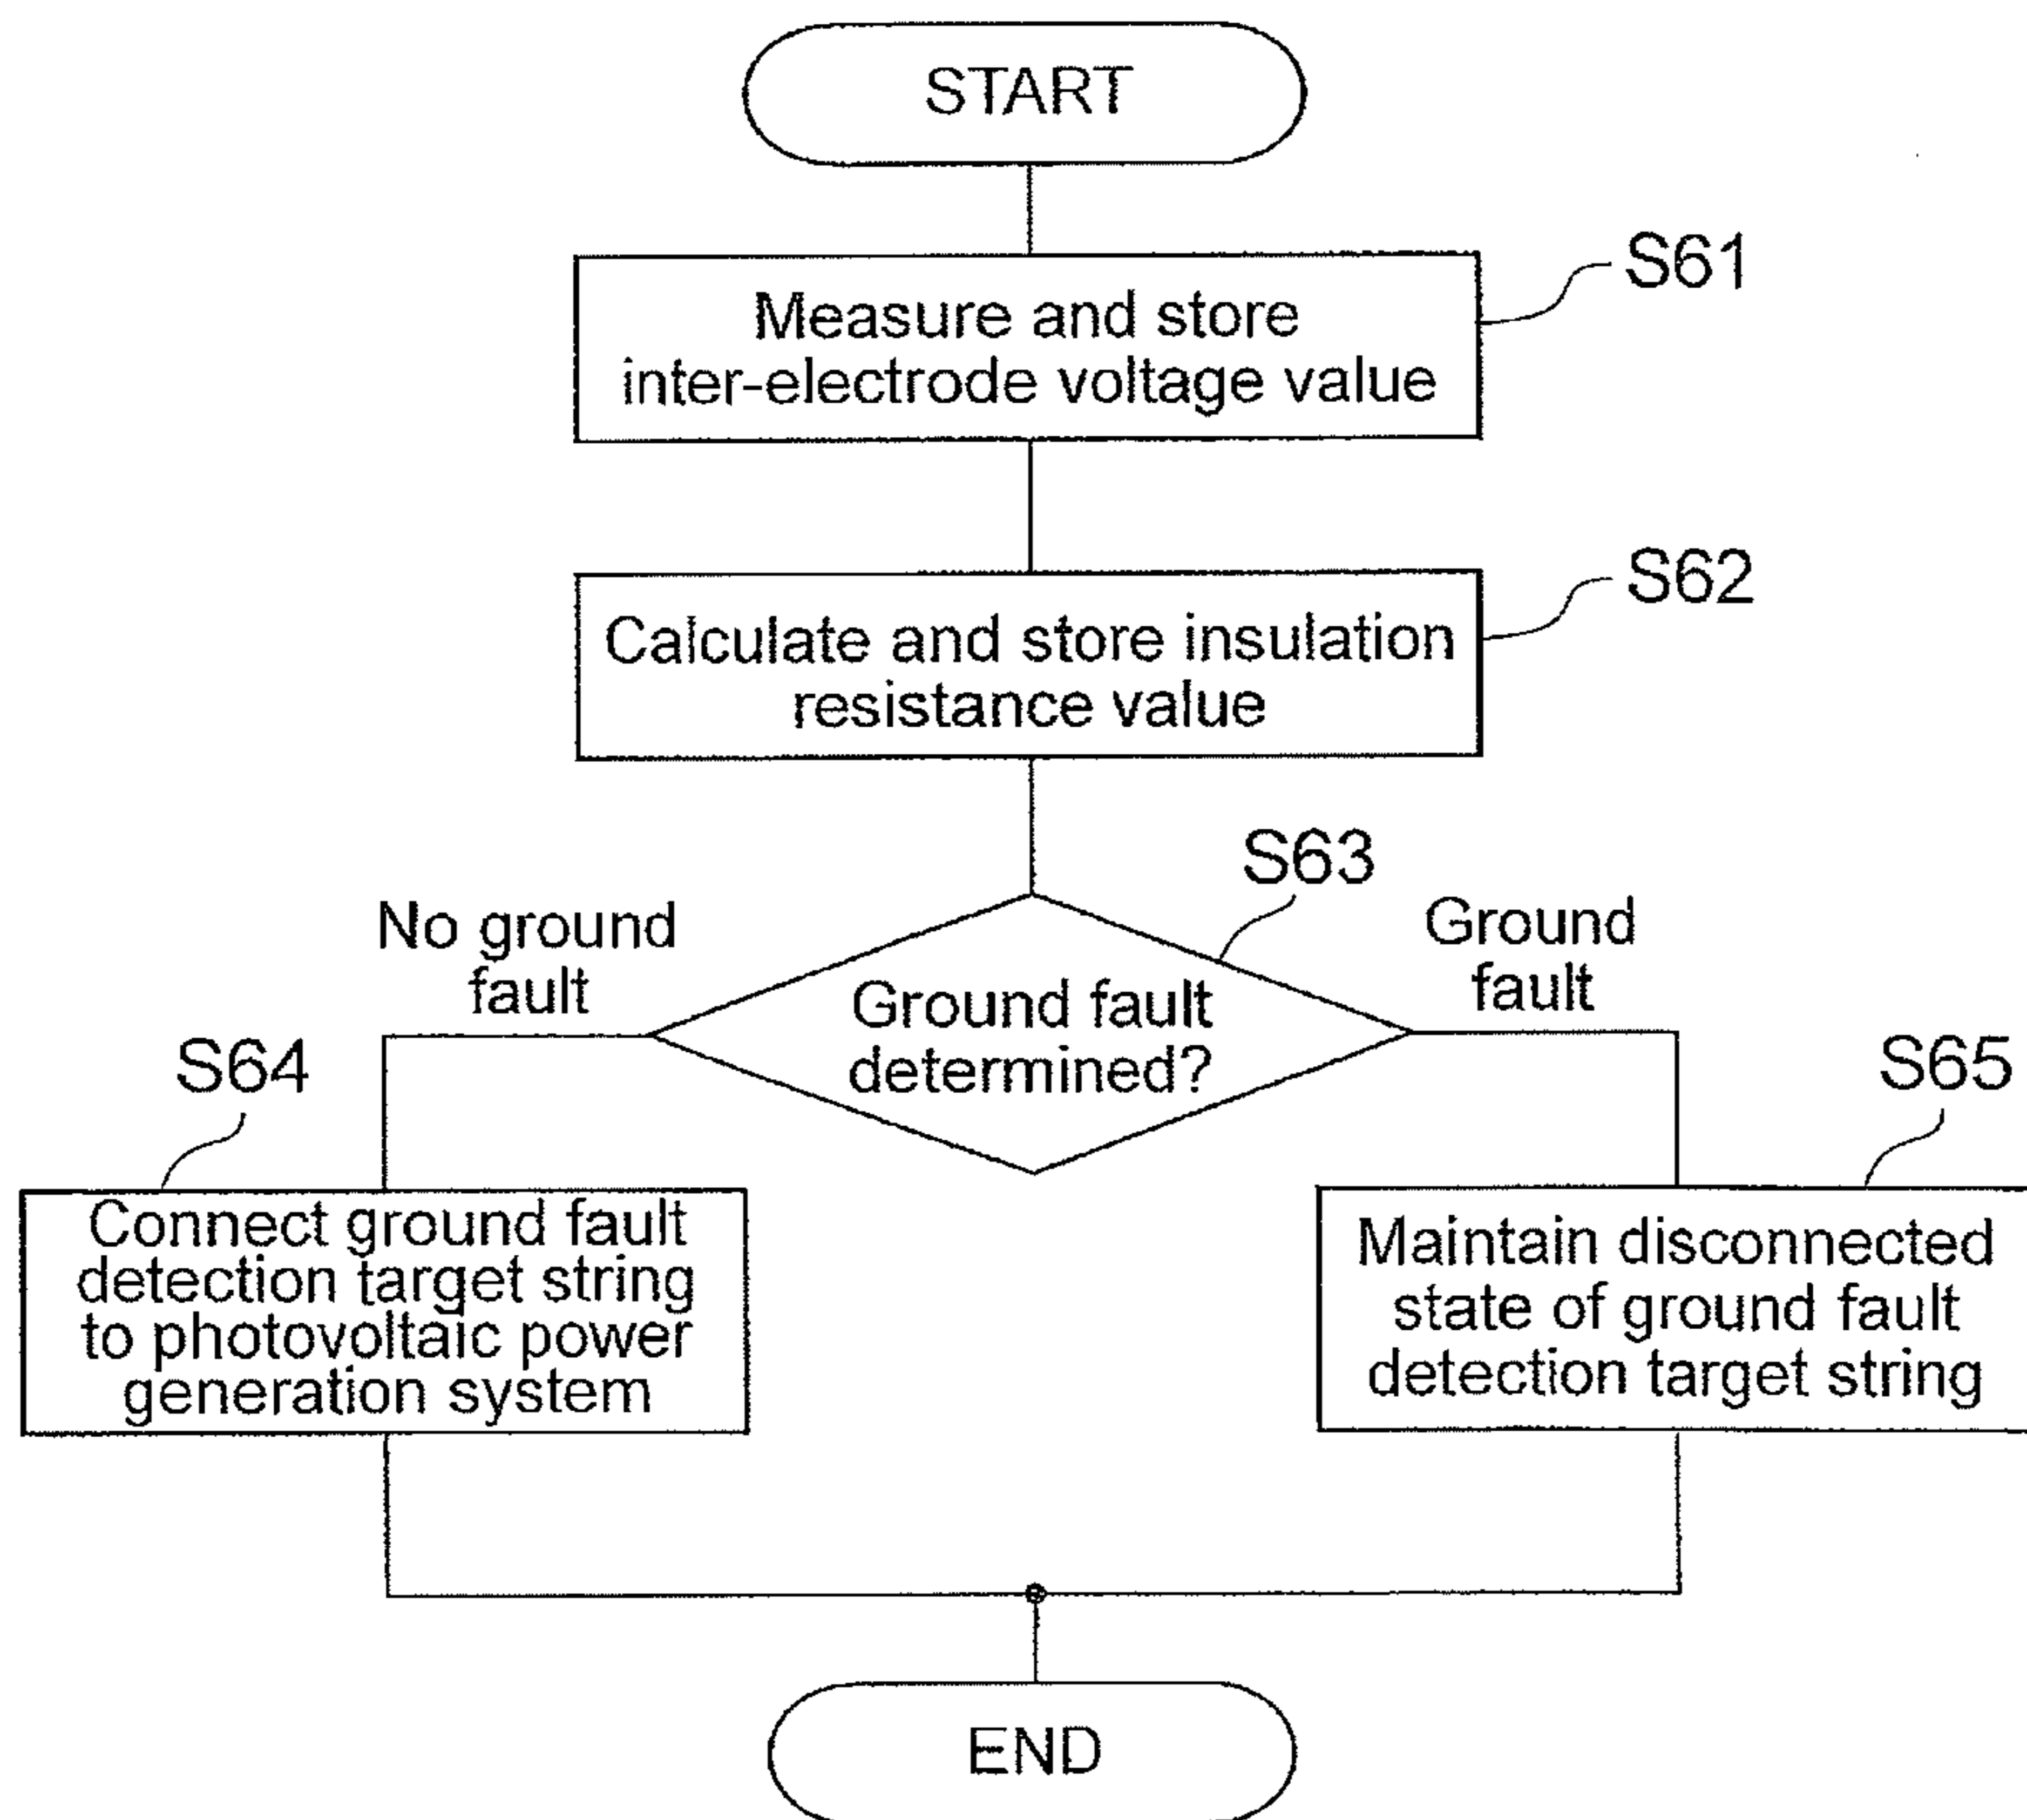 START
S61
Measure and store
inter-electrode voltage value
S62
Calculate and store insulation
resistance value
S63
No ground
fault
Ground
fault
Ground fault
determined?
S64
S65
Connect ground fault
detection target string
to photovoltaic power
generation system
Maintain disconnected
state of ground fault
detection target string
END